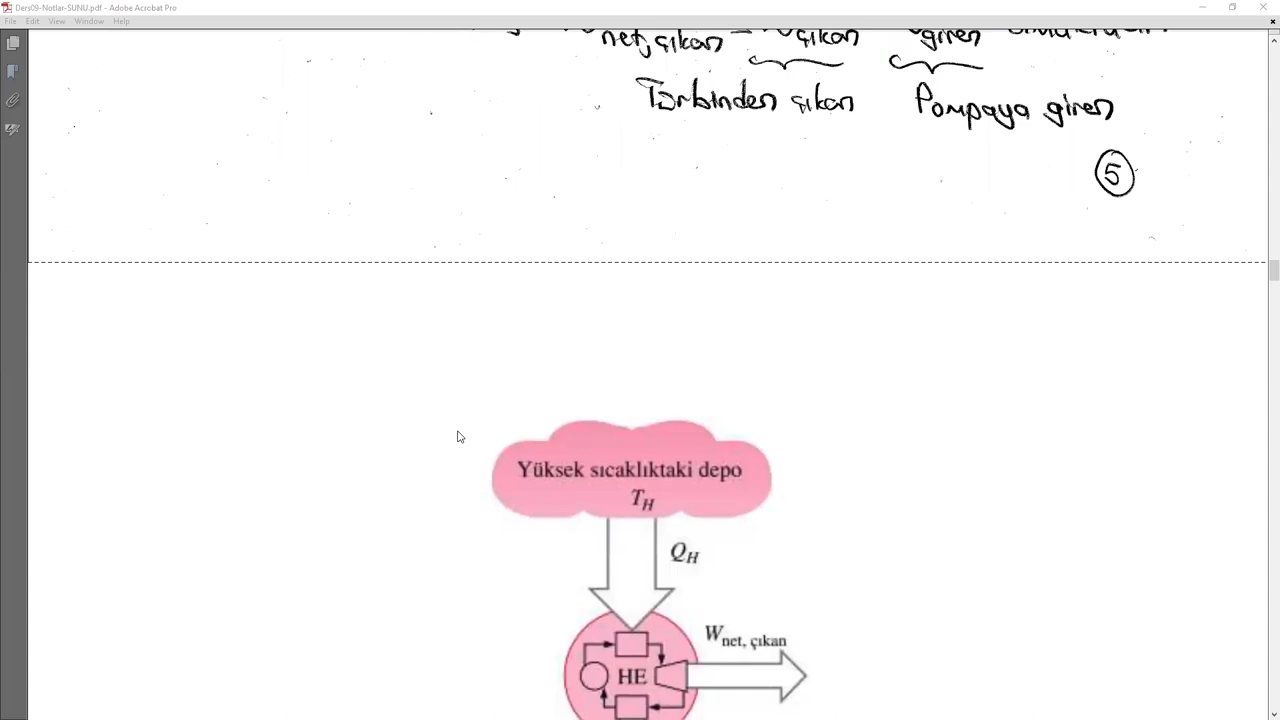 Ders09-Notlar-SUNU.pdf - Adobe Acrobat Pro
File Edit View Window Help
net,çıkan çıkan giren
Türbinden çıkan Pompaya giren
5
Yüksek sıcaklıktaki depo
T_H
Q_H
W_net, çıkan
HE